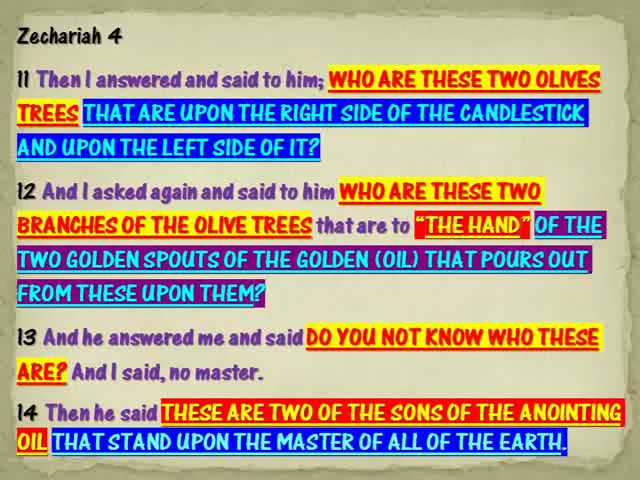 Zechariah 4
11 Then I answered and said to him; WHO ARE THESE TWO OLIVES
TREES THAT ARE UPON THE RIGHT SIDE OF THE CANDLESTICK
AND UPON THE LEFT SIDE OF IT?
12 And I asked again and said to him WHO ARE THESE TWO
BRANCHES OF THE OLIVE TREES that are to “THE HAND” OF THE
TWO GOLDEN SPOUTS OF THE GOLDEN (OIL) THAT POURS OUT
FROM THESE UPON THEM?
13 And he answered me and said DO YOU NOT KNOW WHO THESE
ARE? And I said, no master.
14 Then he said THESE ARE TWO OF THE SONS OF THE ANOINTING
OIL THAT STAND UPON THE MASTER OF ALL OF THE EARTH.